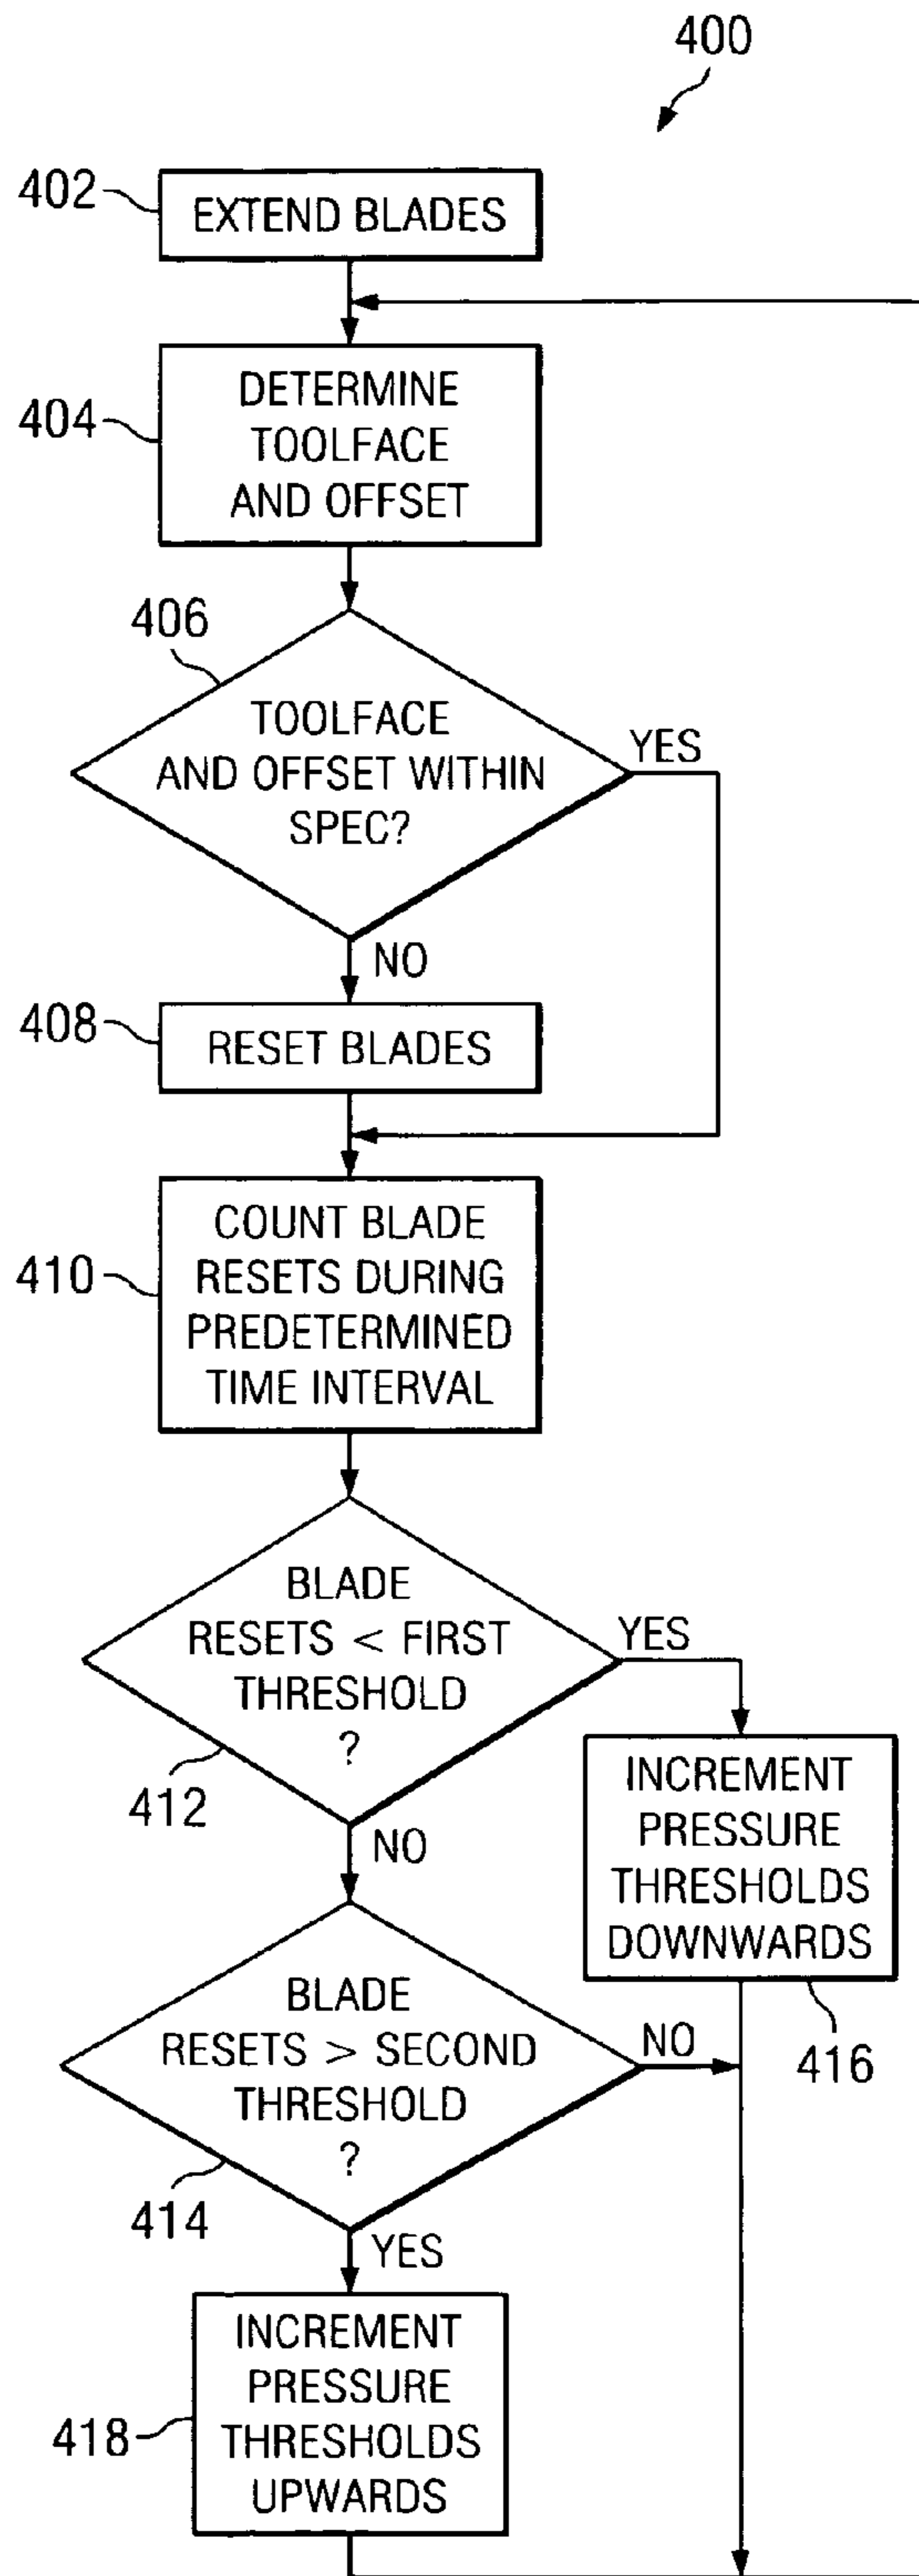 400
402
EXTEND BLADES
404
DETERMINE
TOOLFACE
AND OFFSET
406
TOOLFACE
AND OFFSET WITHIN
SPEC?
YES
NO
408
RESET BLADES
410
COUNT BLADE
RESETS DURING
PREDETERMINED
TIME INTERVAL
BLADE
RESETS < FIRST
THRESHOLD
?
YES
412
NO
INCREMENT
PRESSURE
THRESHOLDS
DOWNWARDS
416
BLADE
RESETS > SECOND
THRESHOLD
?
NO
414
YES
418
INCREMENT
PRESSURE
THRESHOLDS
UPWARDS